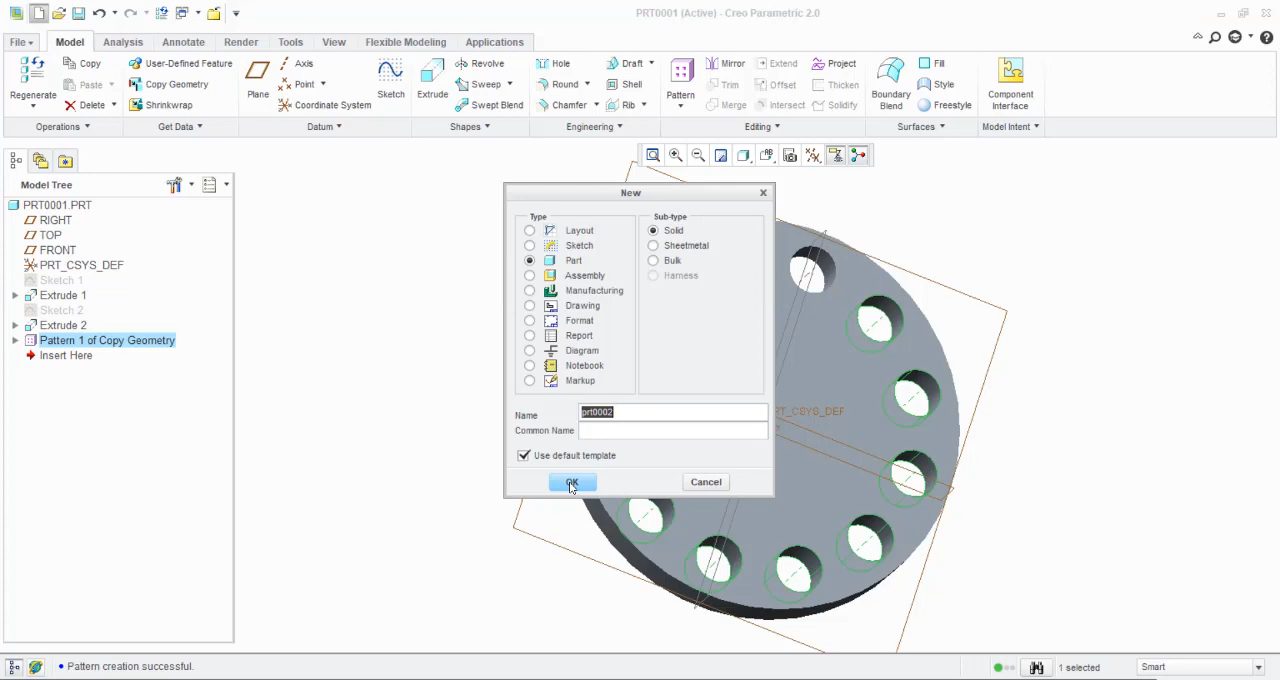 PRT0001 (Active) - Creo Parametric 2.0
File Model Analysis Annotate Render Tools View Flexible Modeling Applications
Regenerate
Copy
Paste
Delete
Operations
User-Defined Feature
Copy Geometry
Shrinkwrap
Get Data
Plane
Axis
Point
Coordinate System
Sketch
Datum
Extrude
Revolve
Sweep
Swept Blend
Shapes
Hole
Round
Chamfer
Draft
Shell
Rib
Engineering
Pattern
Mirror
Trim
Merge
Extend
Offset
Intersect
Project
Thicken
Solidify
Editing
Boundary
Blend
Fill
Style
Freestyle
Surfaces
Component
Interface
Model Intent
Model Tree
PRT0001.PRT
RIGHT
TOP
FRONT
PRT_CSYS_DEF
Sketch 1
Extrude 1
Sketch 2
Extrude 2
Pattern 1 of Copy Geometry
Insert Here
New
Type
Layout
Sketch
Part
Assembly
Manufacturing
Drawing
Format
Report
Diagram
Notebook
Markup
Sub-type
Solid
Sheetmetal
Bulk
Harness
Name prt0002
Common Name
Use default template
OK Cancel
RT_CSYS_DEF
Pattern creation successful.
1 selected
Smart